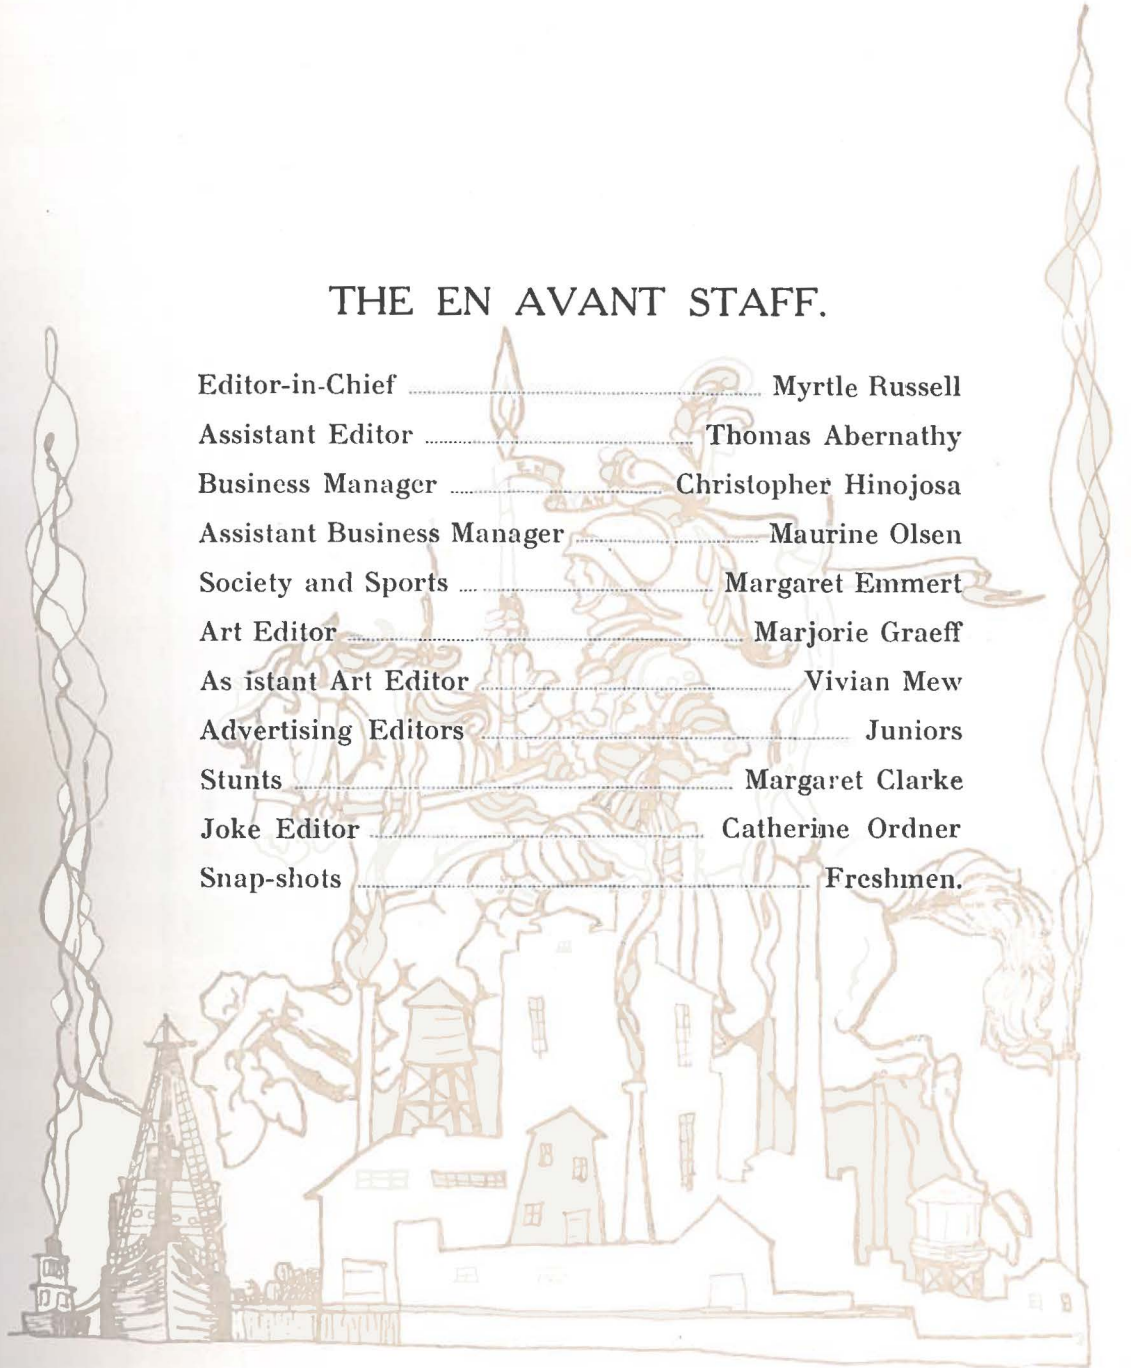 THE EN AVANT STAFF.
Editor-in-Chief ........ Myrtle Russell
Assistant Editor ........ Thomas Abernathy
Business Manager ........ Christopher Hinojosa
Assistant Business Manager ........ Maurine Olsen
EN
AVANT
Society and Sports ........ Margaret Emmert
Art Editor ........ Marjorie Graeff
As istant Art Editor ........ Vivian Mew
Advertising Editors ........ Juniors
Stunts ........ Margaret Clarke
Joke Editor ........ Catherine Ordner
Snap-shots ........ Freshmen.